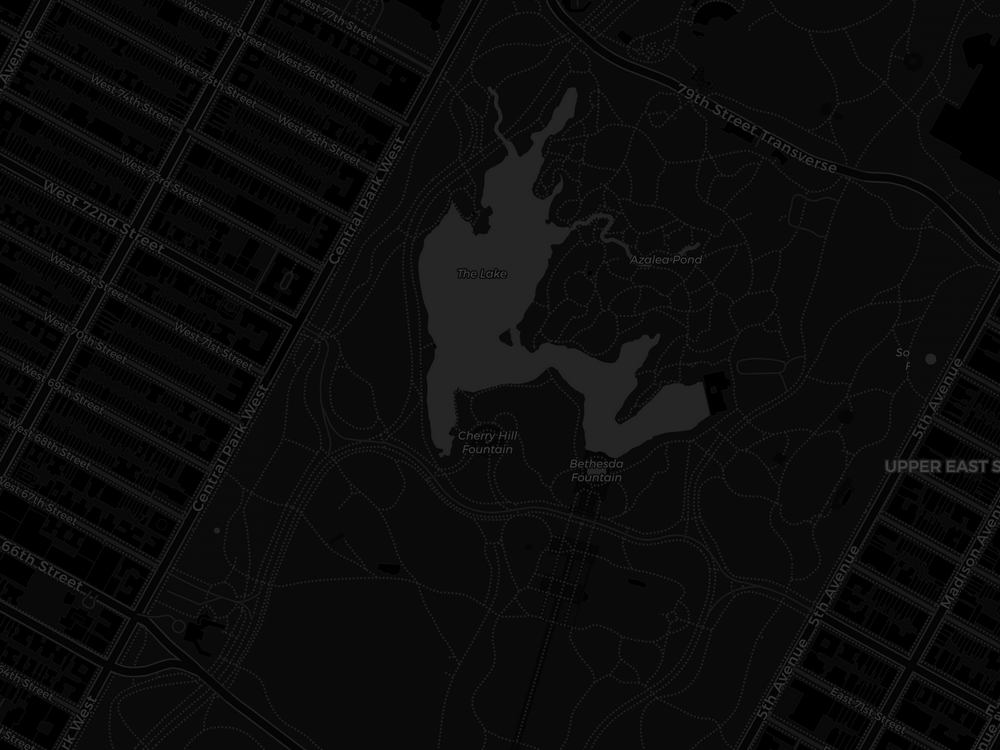 West 77th Street
West 76th Street
West 76th Street
Avenue
West 75th Street
West 74th Street
West 75th Street
79th Street Transverse
West 73rd Street
Central Park West
West 72nd Street
Azalea Pond
The Lake
West 71st Street
West 70th Street
West 71st Street
So
F
West 69th Street
5th Avenue
Central Park West
West 68th Street
Cherry Hill
Fountain
Bethesda
Fountain
UPPER EAST S
West 67th Street
66th Street
5th Avenue
Madison Avenue
64th Street
5th Avenue
East 71st Street
rk West
Street